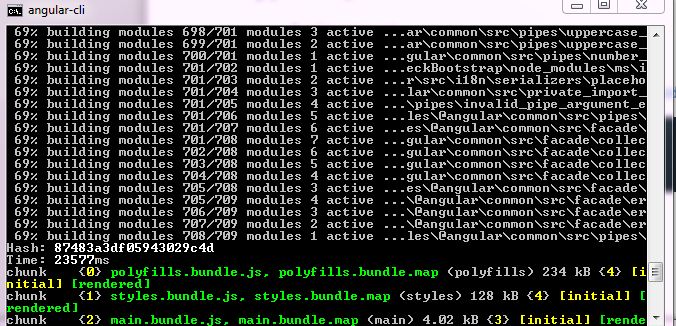 angular-cli
69% building modules 698/701 modules 3 active ...ar\common\src\pipes\uppercase_
69% building modules 699/701 modules 2 active ...ar\common\src\pipes\uppercase_
69% building modules 700/701 modules 1 active ...gular\common\src\pipes\number_
69% building modules 701/702 modules 1 active ...eckBootstrap\node_modules\ms\i
69% building modules 701/703 modules 2 active ...r\src\i18n\serializers\placeho
69% building modules 701/704 modules 3 active ...lar\common\src\private_import_
69% building modules 701/705 modules 4 active ...\pipes\invalid_pipe_argument_e
69% building modules 701/706 modules 5 active ...les\@angular\common\src\pipes\
69% building modules 701/707 modules 6 active ...es\@angular\common\src\facade\
69% building modules 701/708 modules 7 active ...gular\common\src\facade\collec
69% building modules 702/708 modules 6 active ...gular\common\src\facade\collec
69% building modules 703/708 modules 5 active ...gular\common\src\facade\collec
69% building modules 704/708 modules 4 active ...gular\common\src\facade\collec
69% building modules 705/708 modules 3 active ...es\@angular\common\src\facade\
69% building modules 705/709 modules 4 active ...\@angular\common\src\facade\er
69% building modules 706/709 modules 3 active ...\@angular\common\src\facade\er
69% building modules 707/709 modules 2 active ...\@angular\common\src\facade\er
69% building modules 708/709 modules 1 active ...les\@angular\common\src\pipes\
Hash: 87483a3df05943029c4d
Time: 23577ms
chunk {0} polyfills.bundle.js, polyfills.bundle.map (polyfills) 234 kB {4} [i
nitial] [rendered]
chunk {1} styles.bundle.js, styles.bundle.map (styles) 128 kB {4} [initial] [
rendered]
chunk {2} main.bundle.js, main.bundle.map (main) 4.02 kB {3} [initial] [rende